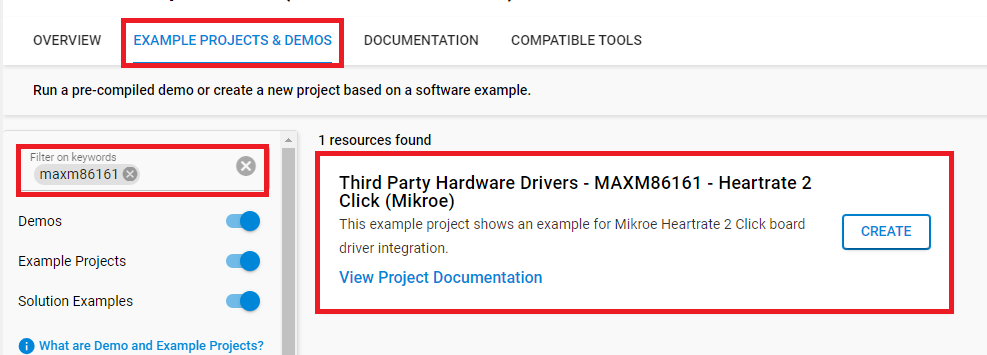 OVERVIEW
EXAMPLE PROJECTS & DEMOS
DOCUMENTATION
COMPATIBLE TOOLS
Run a pre-compiled demo or create a new project based on a software example.
Filter on keywords
maxm86161
Demos
Example Projects
Solution Examples
What are Demo and Example Projects?
1 resources found
Third Party Hardware Drivers - MAXM86161 - Heartrate 2
Click (Mikroe)
This example project shows an example for Mikroe Heartrate 2 Click board
driver integration.
View Project Documentation
CREATE